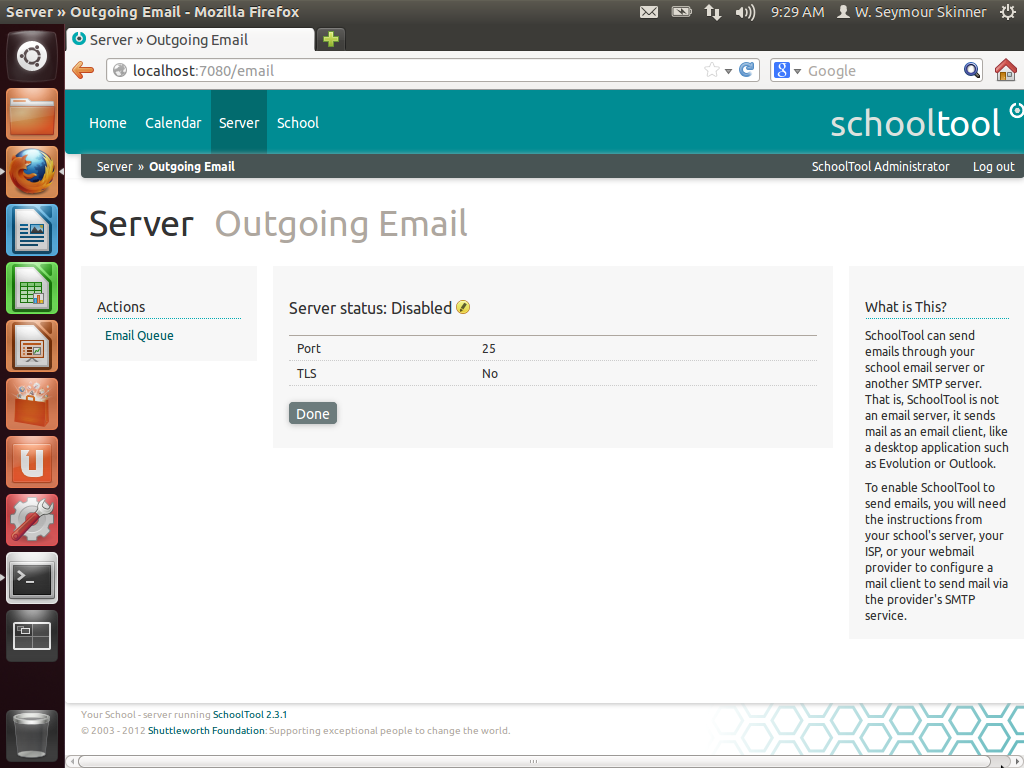 Server » Outgoing Email - Mozilla Firefox
9:29 AM
W. Seymour Skinner
Server » Outgoing Email
localhost:7080/email
Google
Home
Calendar
Server
School
schooltool
Server » Outgoing Email
SchoolTool Administrator
Log out
Server Outgoing Email
Actions
Email Queue
Server status: Disabled
Port 25
TLS No
Done
What is This?
SchoolTool can send
emails through your
school email server or
another SMTP server.
That is, SchoolTool is not
an email server, it sends
mail as an email client, like
a desktop application such
as Evolution or Outlook.
To enable SchoolTool to
send emails, you will need
the instructions from
your school's server, your
ISP, or your webmail
provider to configure a
mail client to send mail via
the provider's SMTP
service.
Your School - server running SchoolTool 2.3.1
© 2003 - 2012 Shuttleworth Foundation: Supporting exceptional people to change the world.